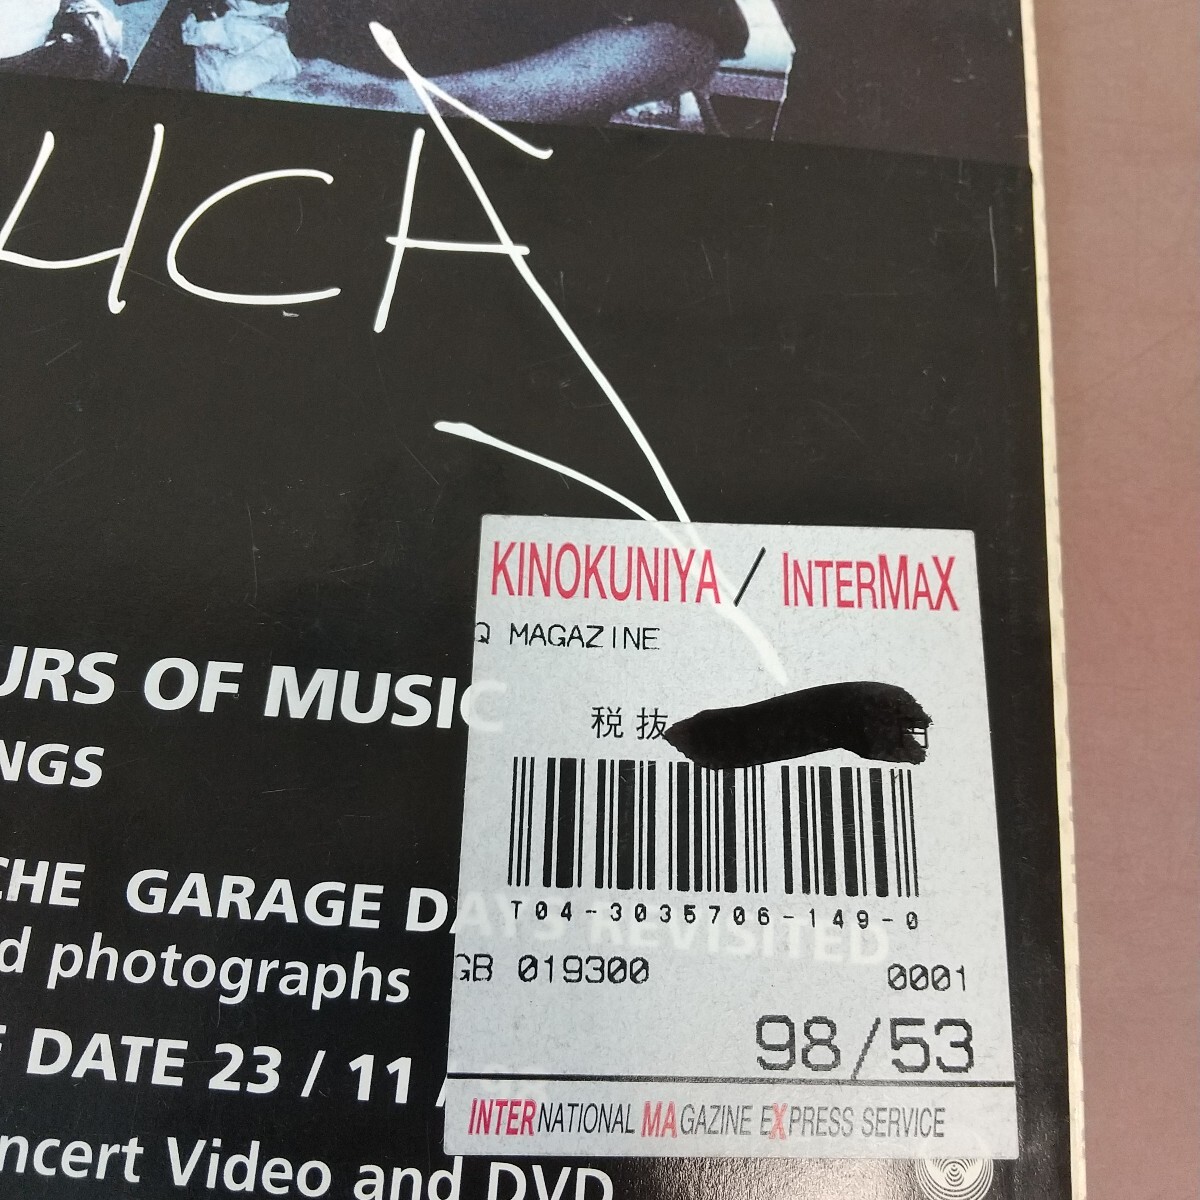 LICA
KINOKUNIYA / INTERMAX
Q MAGAZINE
税抜
T04-3035706-149-0
GB 019300 0001
98/53
INTERNATIONAL MAGAZINE EXPRESS SERVICE
URS OF MUSIC
NGS
CHE GARAGE DAYS REVISITED
d photographs
E DATE 23 / 11 /
ncert Video and DVD